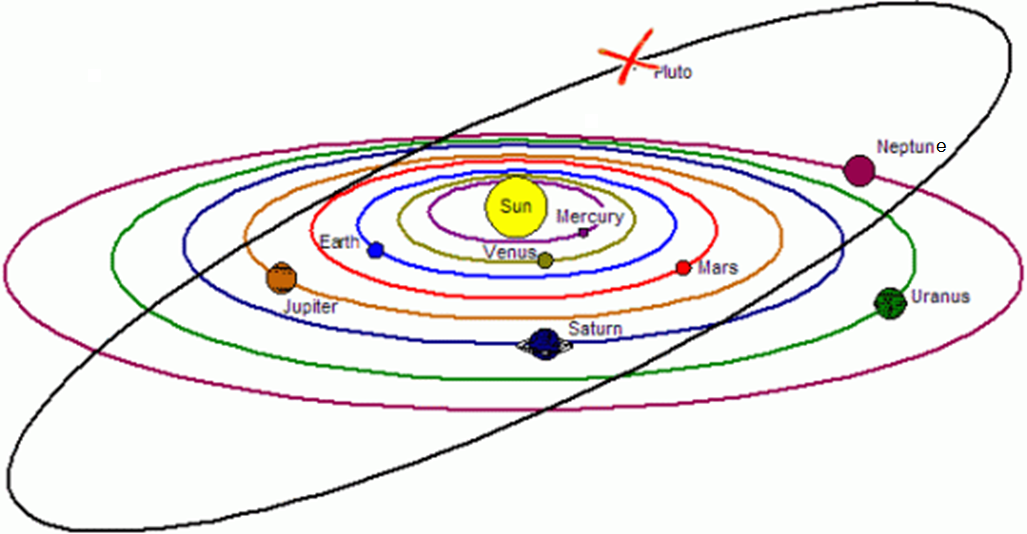 Pluto
Neptune
Sun
Mercury
Earth
Venus
Mars
Jupiter
Uranus
Saturn